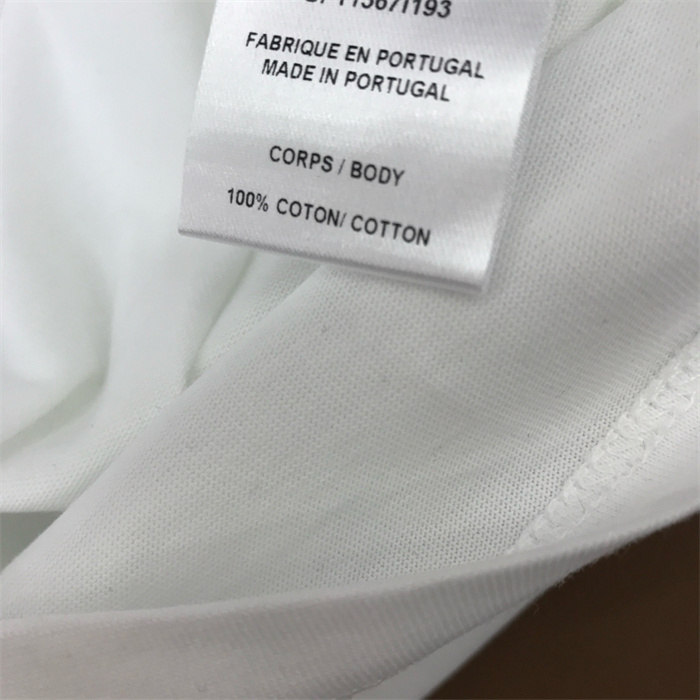 FABRIQUE EN PORTUGAL
MADE IN PORTUGAL
CORPS / BODY
100% COTON/ COTTON